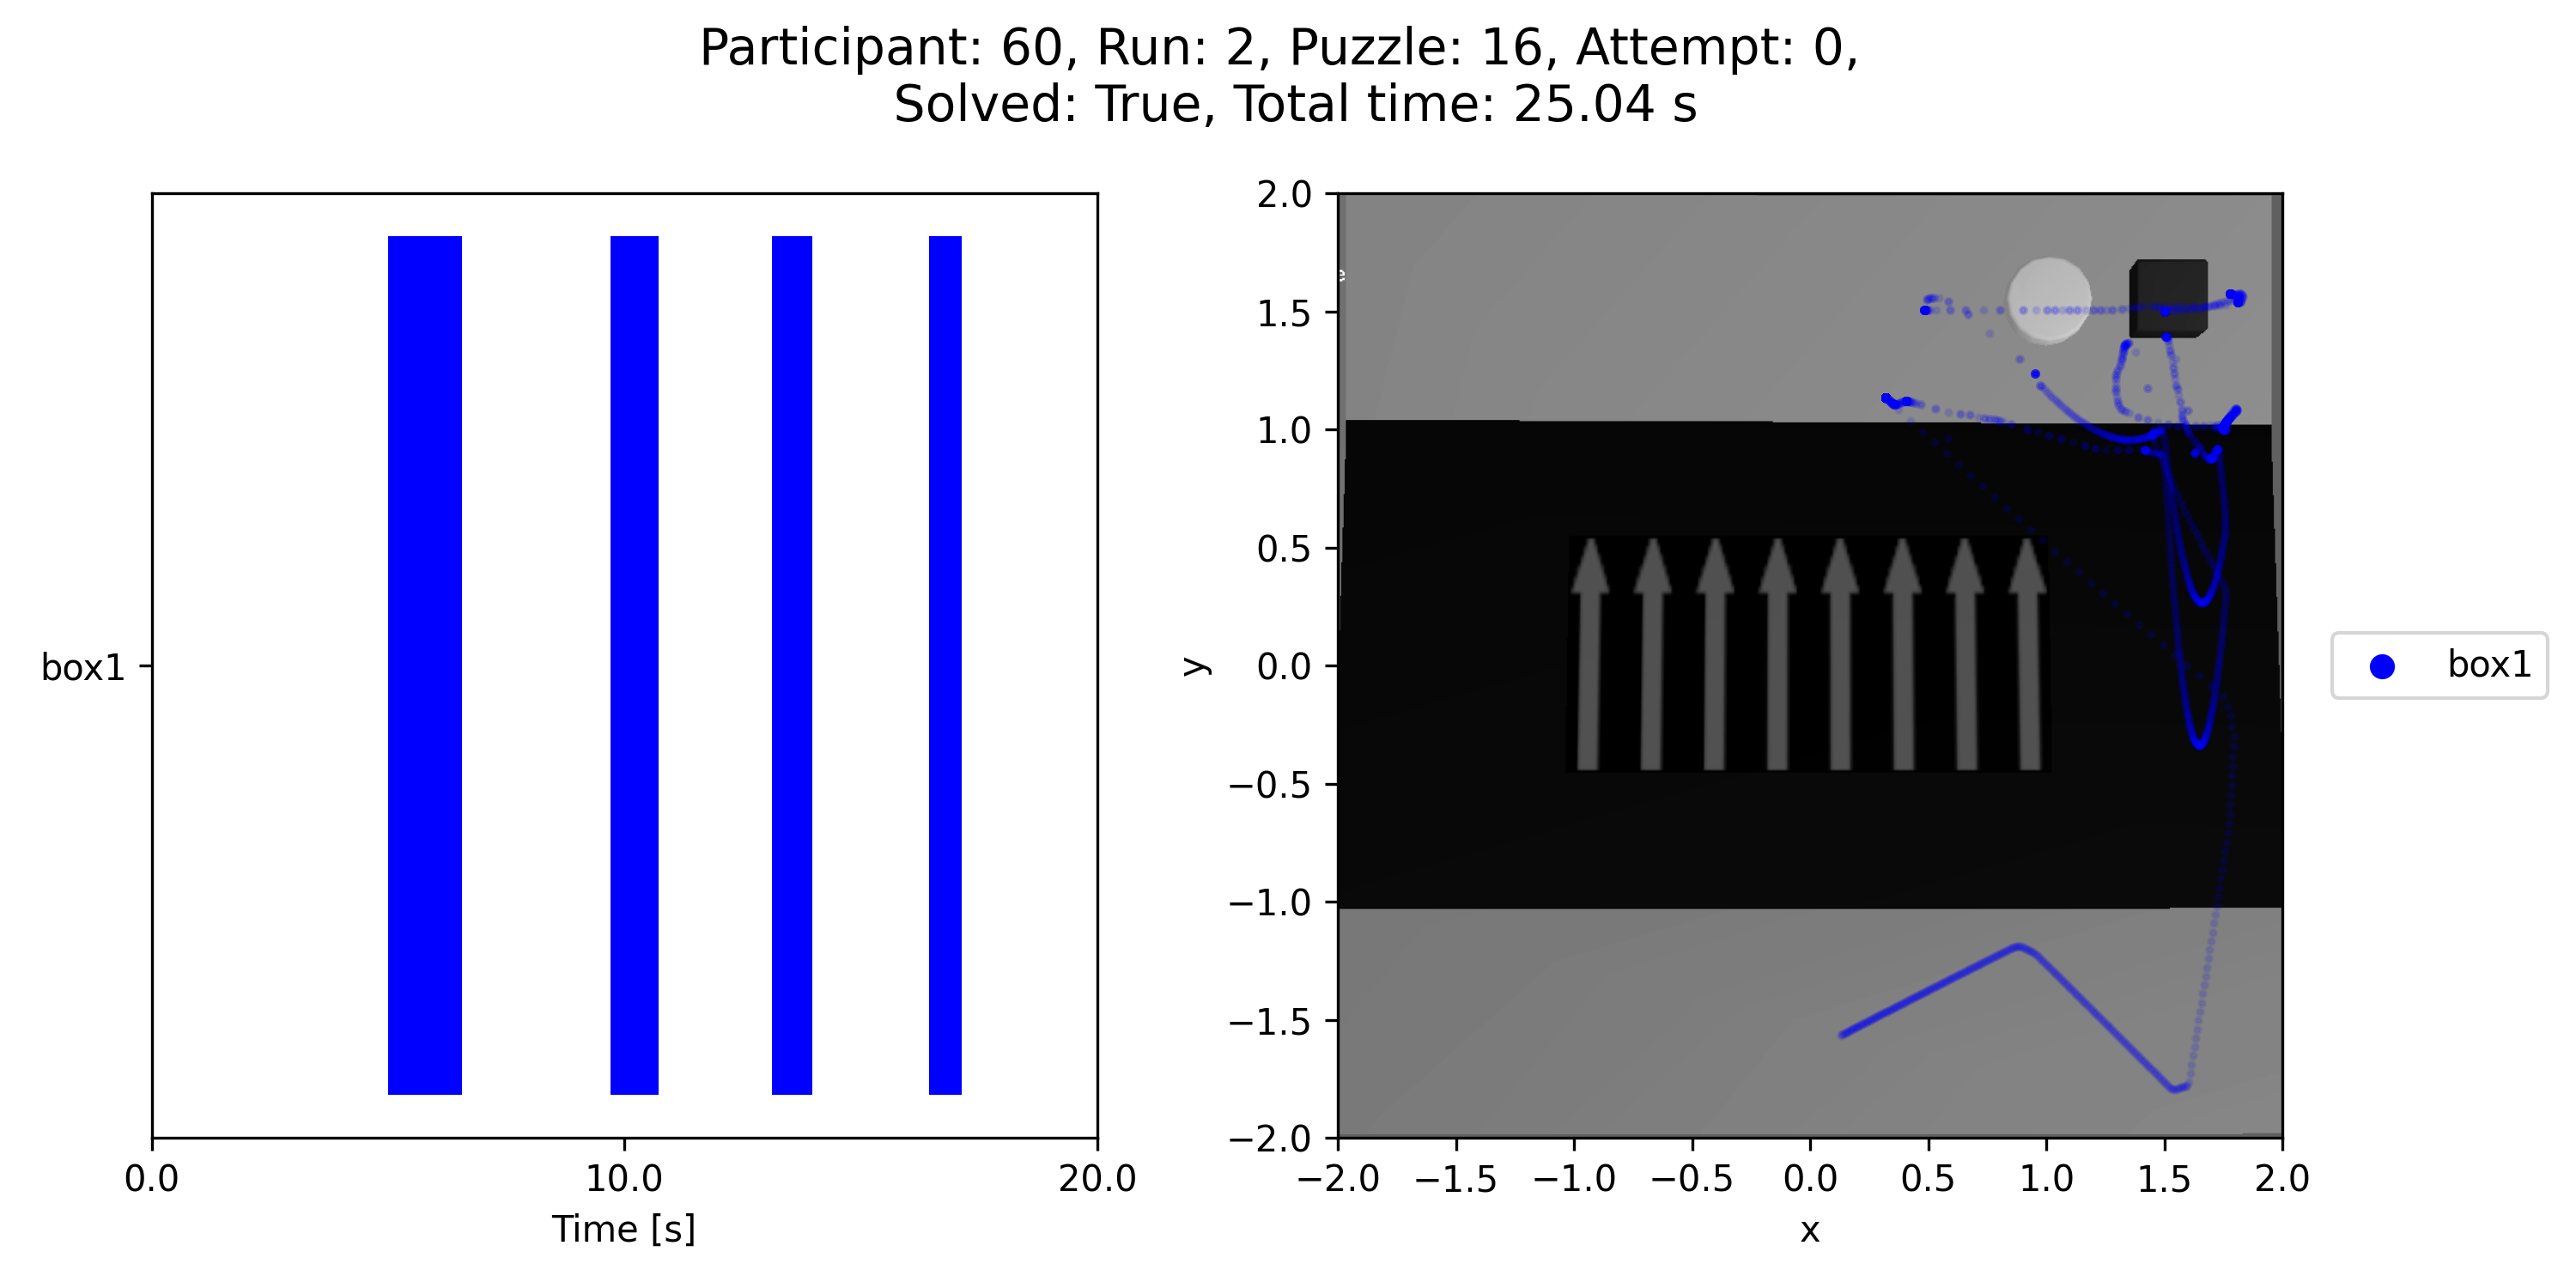 Participant: 60, Run: 2, Puzzle: 16, Attempt: 0,
Solved: True, Total time: 25.04 s
box1
0.0 10.0 20.0
Time [s]
2.0
1.5
1.0
0.5
0.0
−0.5
−1.0
−1.5
−2.0
y
e
−2.0 −1.5 −1.0 −0.5 0.0 0.5 1.0 1.5 2.0
x
box1